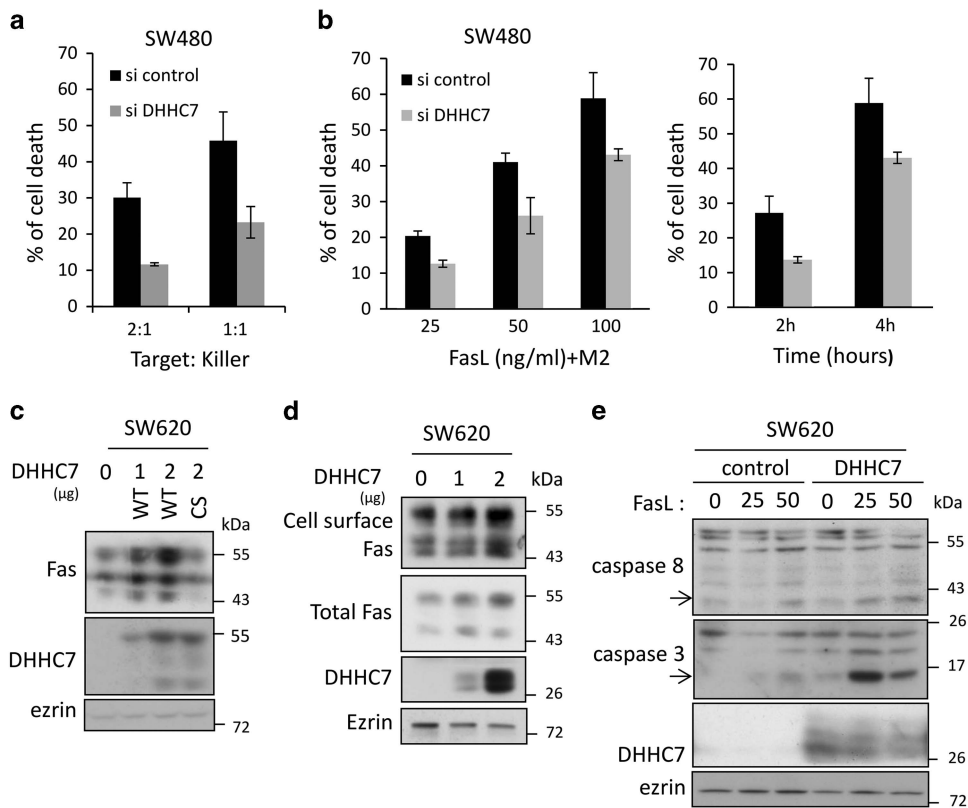 a
SW480
% of cell death
70
60
50
40
30
20
10
0
si control
si DHHC7
2:1 1:1
Target: Killer
b
SW480
% of cell death
70
60
50
40
30
20
10
0
si control
si DHHC7
25 50 100
FasL (ng/ml)+M2
% of cell death
70
60
50
40
30
20
10
0
2h 4h
Time (hours)
c
SW620
DHHC7 0 1 2 2
(µg) WT WT CS
kDa
Fas
55
43
DHHC7
55
26
ezrin
72
d
SW620
DHHC7 0 1 2 kDa
(µg)
Cell surface
Fas
55
43
Total Fas
55
43
DHHC7
26
Ezrin
72
e
SW620
control DHHC7
FasL : 0 25 50 0 25 50 kDa
caspase 8
55
43
caspase 3
26
17
DHHC7
26
ezrin
72